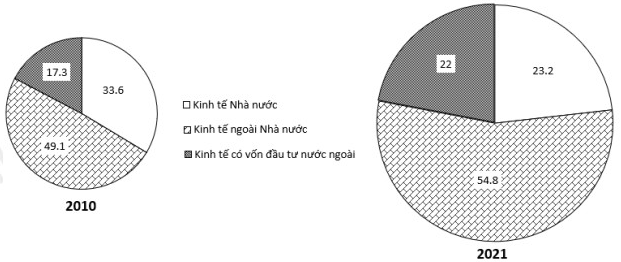 17.3
33.6
49.1
2010
Kinh tế Nhà nước
Kinh tế ngoài Nhà nước
Kinh tế có vốn đầu tư nước ngoài
22
23.2
54.8
2021